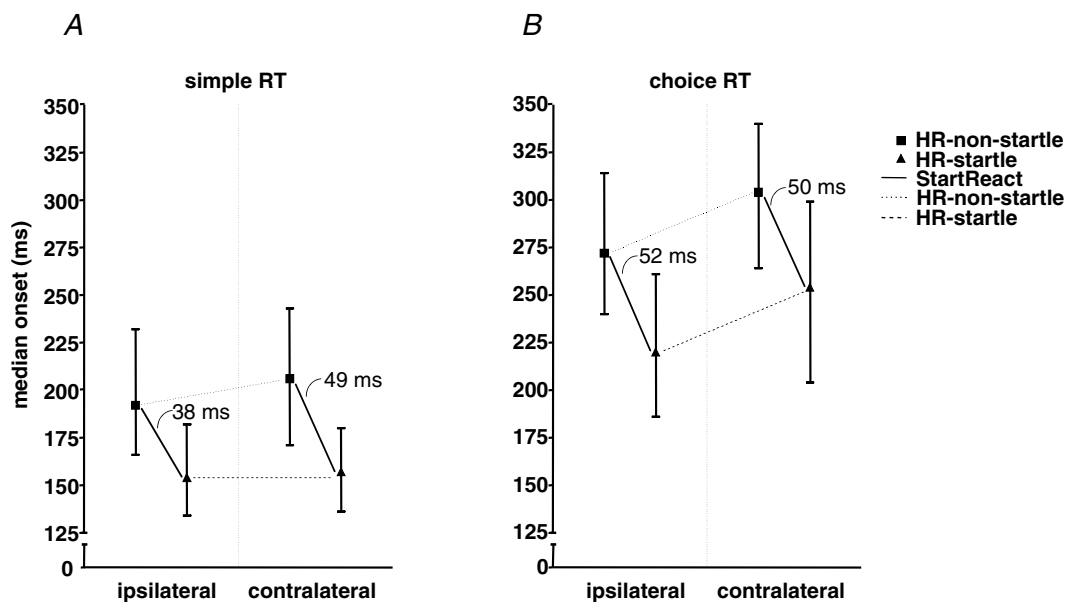 A
B
simple RT
choice RT
median onset (ms)
350
325
300
275
250
225
200
175
150
125
0
38 ms
49 ms
ipsilateral
contralateral
350
325
300
275
250
225
200
175
150
125
0
52 ms
50 ms
ipsilateral
contralateral
HR-non-startle
HR-startle
StartReact
HR-non-startle
HR-startle